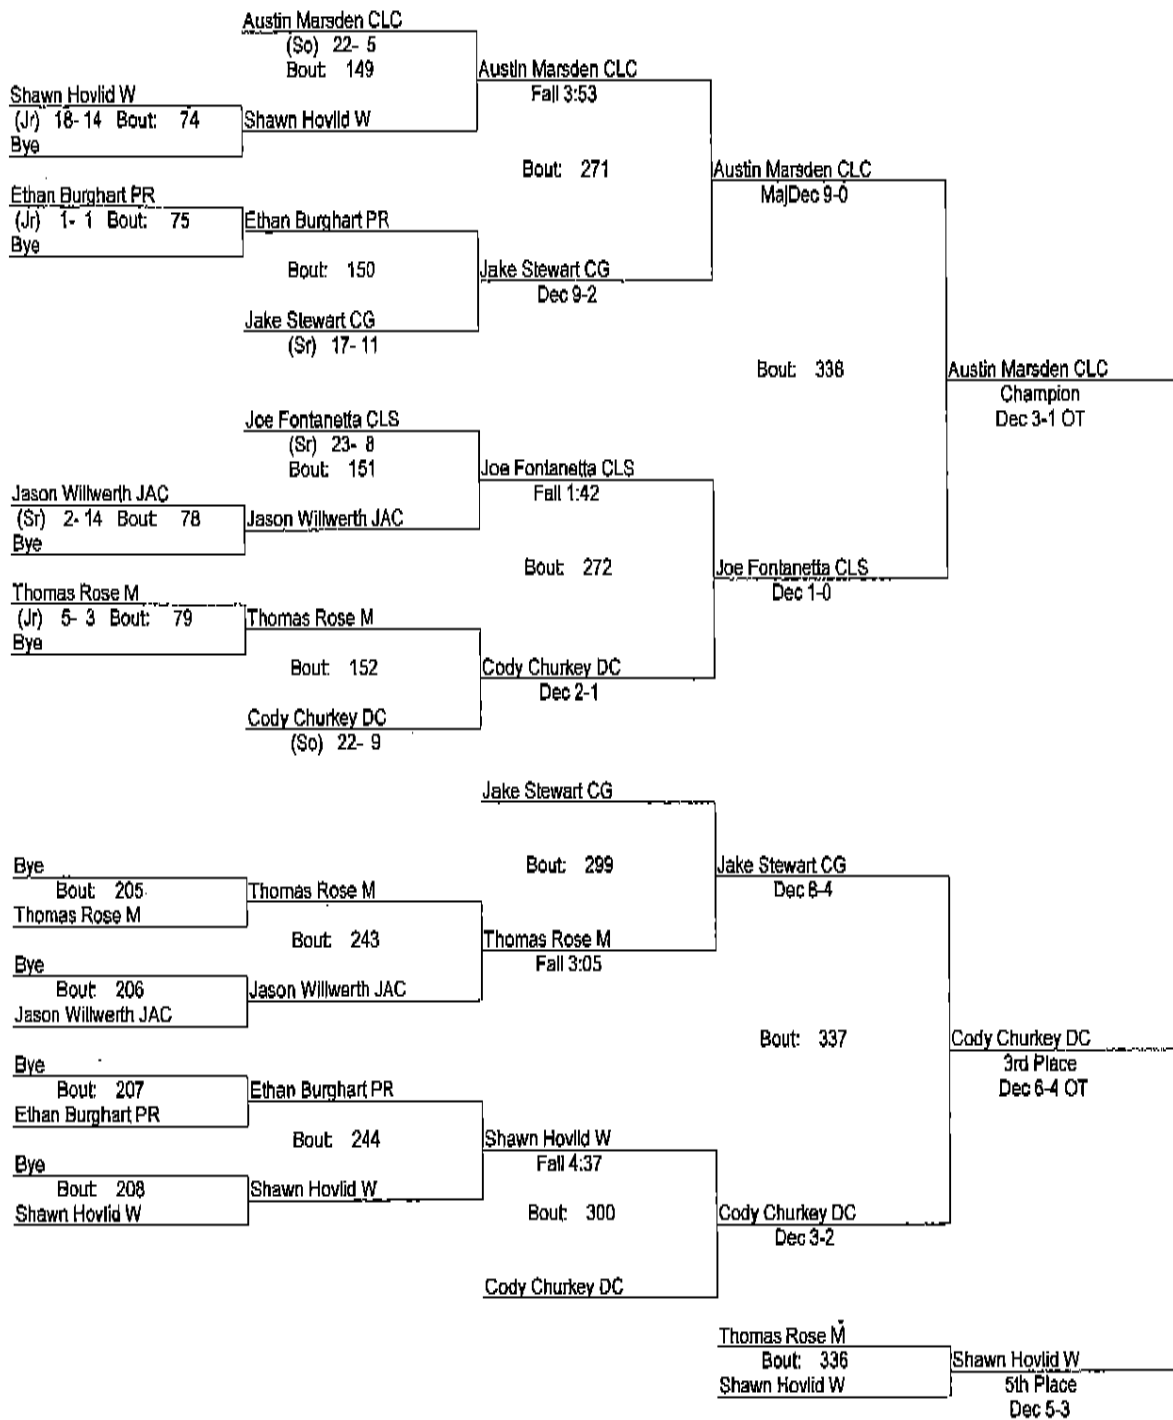 Austin Marsden CLC
(So) 22- 5
Bout: 149
Austin Marsden CLC
Fall 3:53
Shawn Hovlid W
(Jr) 18- 14 Bout: 74
Shawn Hovlid W
Bye
Bout: 271
Austin Marsden CLC
MajDec 9-0
Ethan Burghart PR
(Jr) 1- 1 Bout: 75
Ethan Burghart PR
Bye
Bout: 150
Jake Stewart CG
Dec 9-2
Jake Stewart CG
(Sr) 17- 11
Bout: 338
Austin Marsden CLC
Champion
Dec 3-1 OT
Joe Fontanetta CLS
(Sr) 23- 8
Bout: 151
Joe Fontanetta CLS
Fall 1:42
Jason Willwerth JAC
(Sr) 2- 14 Bout: 78
Jason Willwerth JAC
Bye
Bout: 272
Joe Fontanetta CLS
Dec 1-0
Thomas Rose M
(Jr) 5- 3 Bout: 79
Thomas Rose M
Bye
Bout: 152
Cody Churkey DC
Dec 2-1
Cody Churkey DC
(So) 22- 9
Jake Stewart CG
Bout: 299
Jake Stewart CG
Dec 6-4
Bye
Bout: 205
Thomas Rose M
Thomas Rose M
Bout: 243
Thomas Rose M
Fall 3:05
Bye
Bout: 206
Jason Willwerth JAC
Jason Willwerth JAC
Bout: 337
Cody Churkey DC
3rd Place
Dec 6-4 OT
Bye
Bout: 207
Ethan Burghart PR
Ethan Burghart PR
Bout: 244
Shawn Hovlid W
Fall 4:37
Bye
Bout: 208
Shawn Hovlid W
Shawn Hovlid W
Bout: 300
Cody Churkey DC
Dec 3-2
Cody Churkey DC
Thomas Rose M
Bout: 336
Shawn Hovlid W
Shawn Hovlid W
5th Place
Dec 5-3